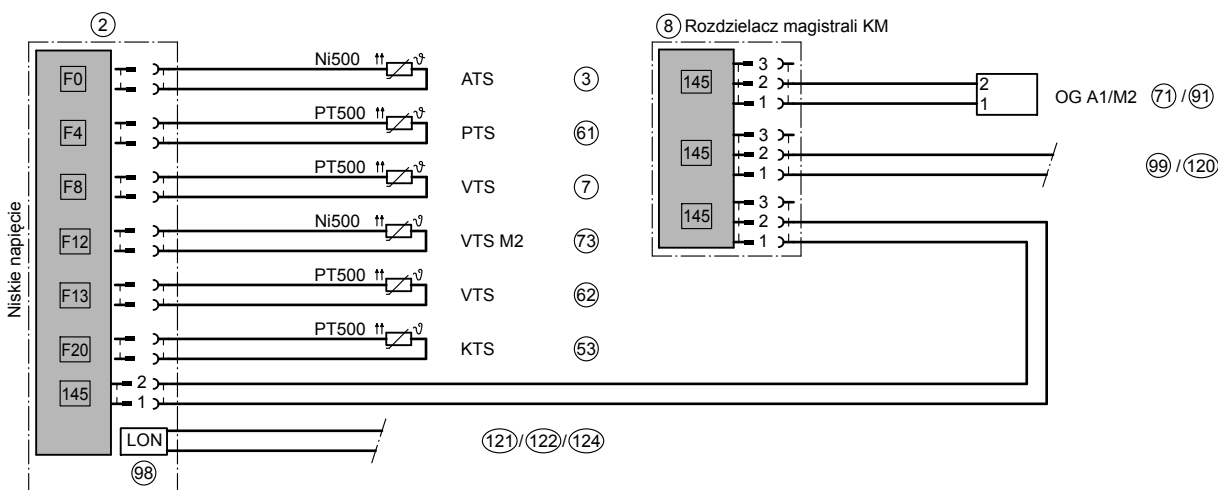 2
8 Rozdzielacz magistrali KM
Niskie napięcie
F0 Ni500 ϑ ATS 3
F4 PT500 ϑ PTS 61
F8 PT500 ϑ VTS 7
F12 Ni500 ϑ VTS M2 73
F13 PT500 ϑ VTS 62
F20 PT500 ϑ KTS 53
145 2
1
LON 121/122/124
98
145 3
2 2
1 1
OG A1/M2 71 / 91
145 3
2
1
99 / 120
145 3
2
1